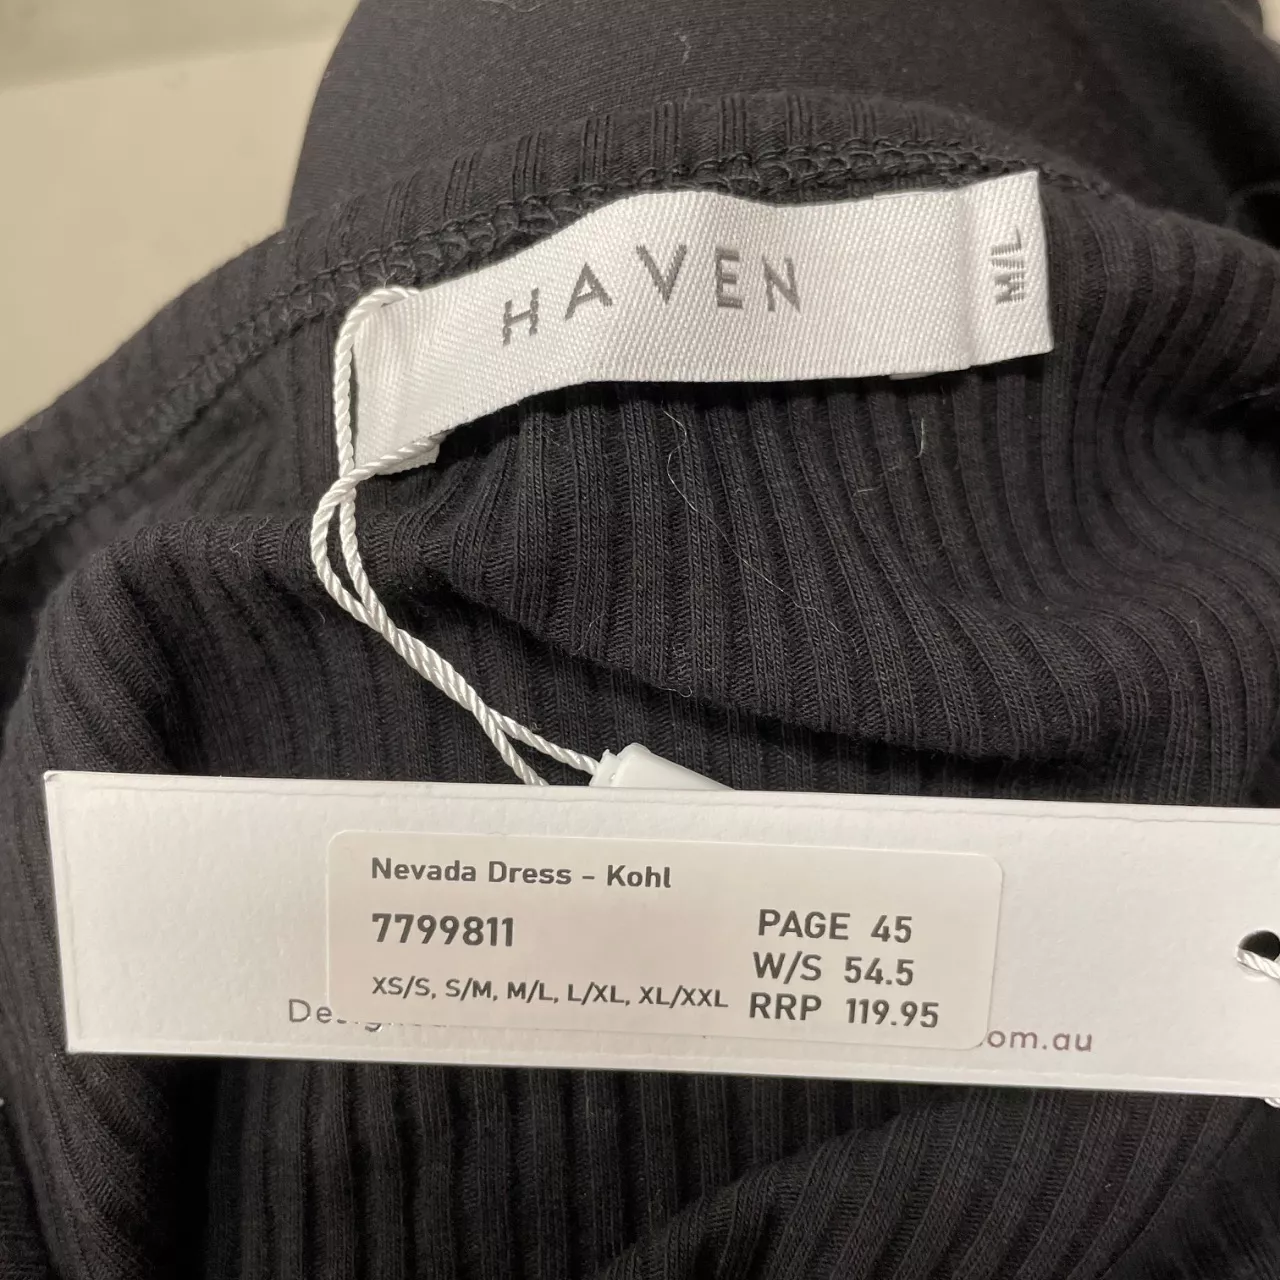 HAVEN
M/L
Nevada Dress - Kohl
7799811
PAGE 45
W/S 54.5
XS/S, S/M, M/L, L/XL, XL/XXL
RRP 119.95
om.au